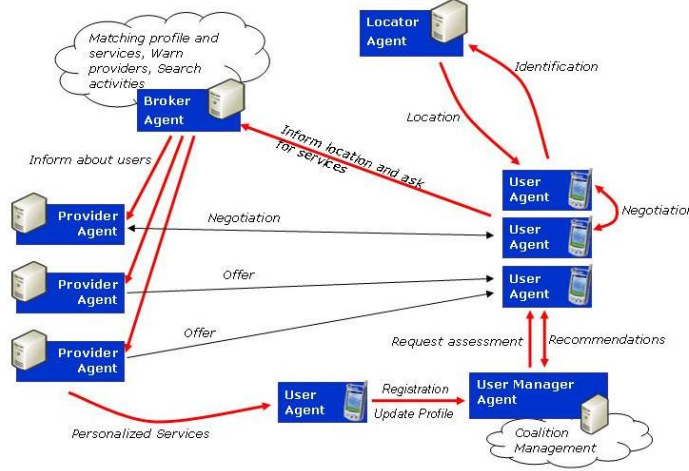 Matching profile and
services, Warn
providers, Search
activities
Broker
Agent
Locator
Agent
Identification
Location
Inform location and ask
for services
Inform about users
User
Agent
Negotiation
User
Agent
Provider
Agent
Negotiation
User
Agent
Provider
Agent
Offer
Provider
Agent
Offer
Request assessment
Recommendations
User
Agent
Registration
Update Profile
User Manager
Agent
Personalized Services
Coalition
Management